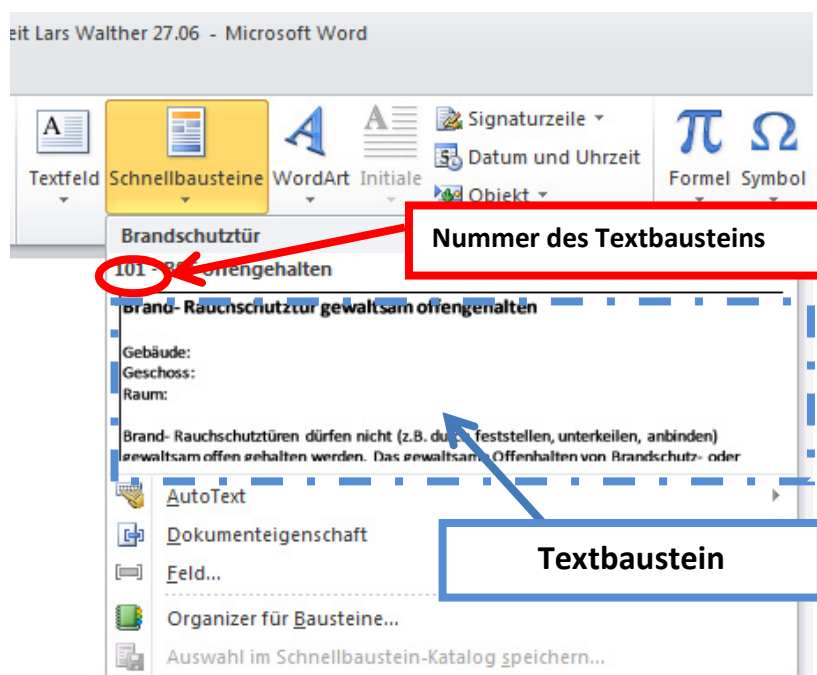 eit Lars Walther 27.06 - Microsoft Word
Signaturzeile
Datum und Uhrzeit
Objekt
Textfeld Schnellbausteine WordArt Initiale
Formel Symbol
Brandschutztür
Nummer des Textbausteins
101 - offengehalten
Brand- Rauchschutztür gewaltsam offengehalten
Gebäude:
Geschoss:
Raum:
Brand- Rauchschutztüren dürfen nicht (z.B. durch feststellen, unterkeilen, anbinden)
gewaltsam offen gehalten werden. Das gewaltsame Offenhalten von Brandschutz- oder
AutoText
Dokumenteigenschaft
Textbaustein
Feld...
Organizer für Bausteine...
Auswahl im Schnellbaustein-Katalog speichern...